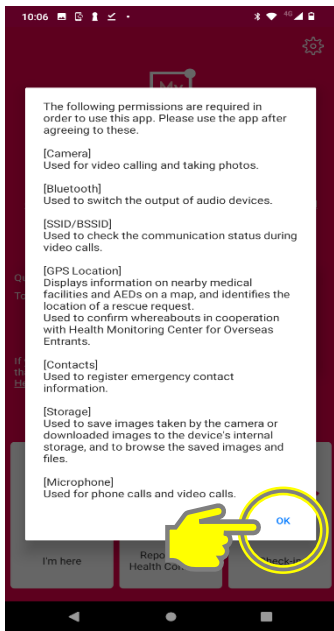 10:06
4G
My
The following permissions are required in
order to use this app. Please use the app after
agreeing to these.
[Camera]
Used for video calling and taking photos.
[Bluetooth]
Used to switch the output of audio devices.
[SSID/BSSID]
Used to check the communication status during
video calls.
[GPS Location]
Displays information on nearby medical
facilities and AEDs on a map, and identifies the
location of a rescue request.
Used to confirm whereabouts in cooperation
with Health Monitoring Center for Overseas
Entrants.
[Contacts]
Used to register emergency contact
information.
[Storage]
Used to save images taken by the camera or
downloaded images to the device's internal
storage, and to browse the saved images and
files.
[Microphone]
Used for phone calls and video calls.
OK
I'm here
Health